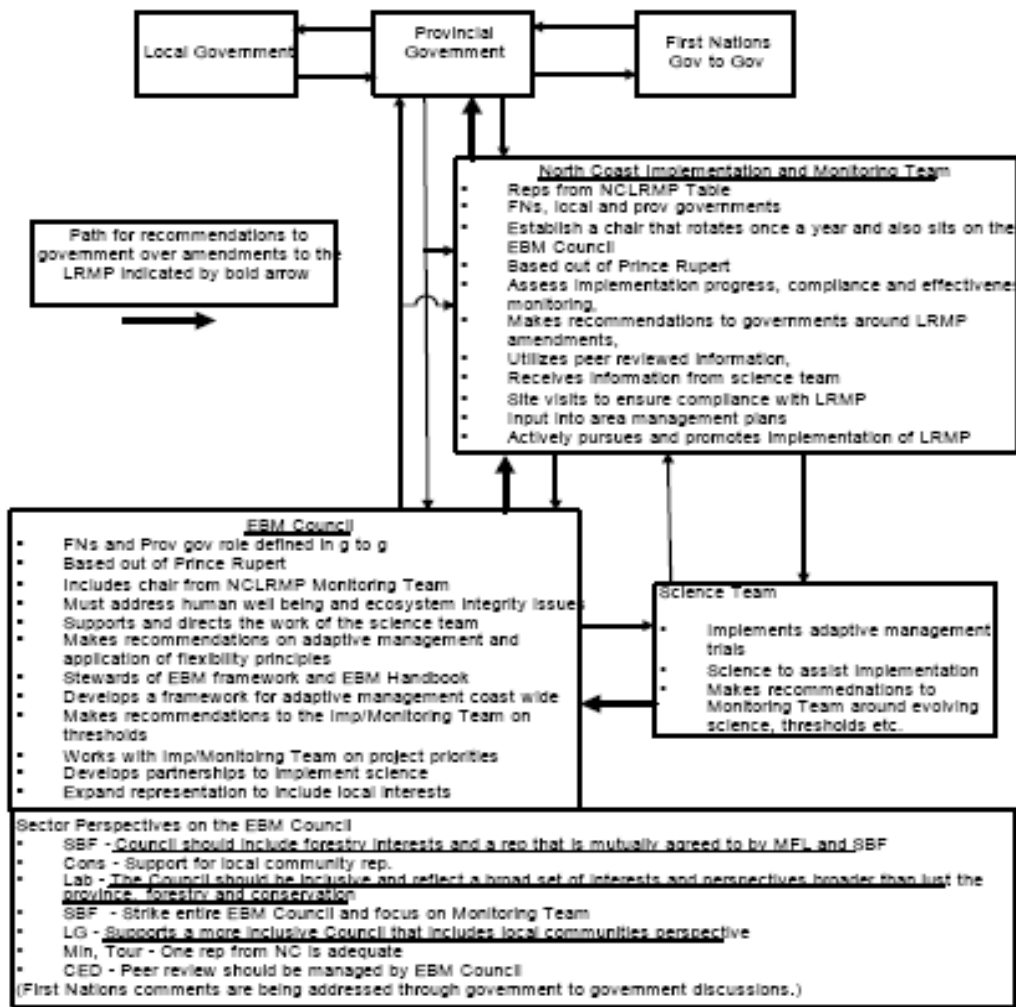 Local Government
Provincial
Government
First Nations
Gov to Gov
Path for recommendations to
government over amendments to the
LRMP indicated by bold arrow
North Coast Implementation and Monitoring Team
▪ Reps from NCLRMP Table
▪ FNs, local and prov governments
▪ Establish a chair that rotates once a year and also sits on the
EBM Council
▪ Based out of Prince Rupert
▪ Assess implementation progress, compliance and effectivenes
monitoring,
▪ Makes recommendations to governments around LRMP
amendments,
▪ Utilizes peer reviewed information,
▪ Receives information from science team
▪ Site visits to ensure compliance with LRMP
▪ Input into area management plans
▪ Actively pursues and promotes implementation of LRMP
EBM Council
▪ FNs and Prov gov role defined in g to g
▪ Based out of Prince Rupert
▪ Includes chair from NCLRMP Monitoring Team
▪ Must address human well being and ecosystem integrity issues
▪ Supports and directs the work of the science team
▪ Makes recommendations on adaptive management and
application of flexibility principles
▪ Stewards of EBM framework and EBM Handbook
▪ Develops a framework for adaptive management coast wide
▪ Makes recommendations to the Imp/Monitoring Team on
thresholds
▪ Works with Imp/Monitoirng Team on project priorities
▪ Develops partnerships to implement science
▪ Expand representation to include local interests
Science Team
▪ Implements adaptive management
trials
▪ Science to assist implementation
▪ Makes recommednations to
Monitoring Team around evolving
science, thresholds etc.
Sector Perspectives on the EBM Council
▪ SBF - Council should include forestry interests and a rep that is mutually agreed to by MFL and SBF
▪ Cons - Support for local community rep.
▪ Lab - The Council should be inclusive and reflect a broad set of interests and perspectives broader than just the
province, forestry and conservation
▪ SBF - Strike entire EBM Council and focus on Monitoring Team
▪ LG - Supports a more inclusive Council that includes local communities perspective
▪ Min, Tour - One rep from NC is adequate
▪ CED - Peer review should be managed by EBM Council
(First Nations comments are being addressed through government to government discussions.)